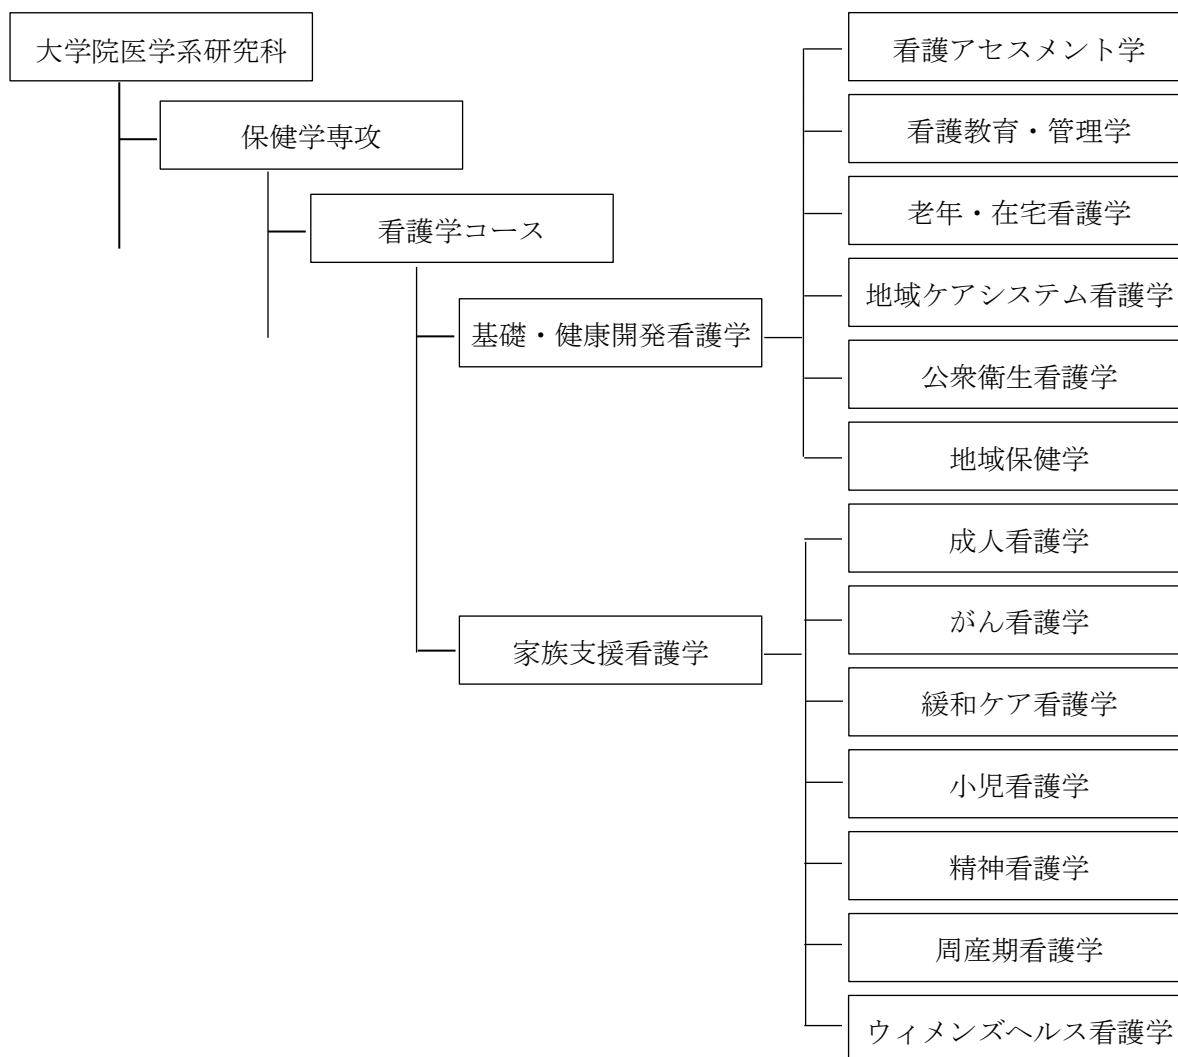 大学院医学系研究科
保健学専攻
看護学コース
基礎・健康開発看護学
看護アセスメント学
看護教育・管理学
老年・在宅看護学
地域ケアシステム看護学
公衆衛生看護学
地域保健学
家族支援看護学
成人看護学
がん看護学
緩和ケア看護学
小児看護学
精神看護学
周産期看護学
ウィメンズヘルス看護学